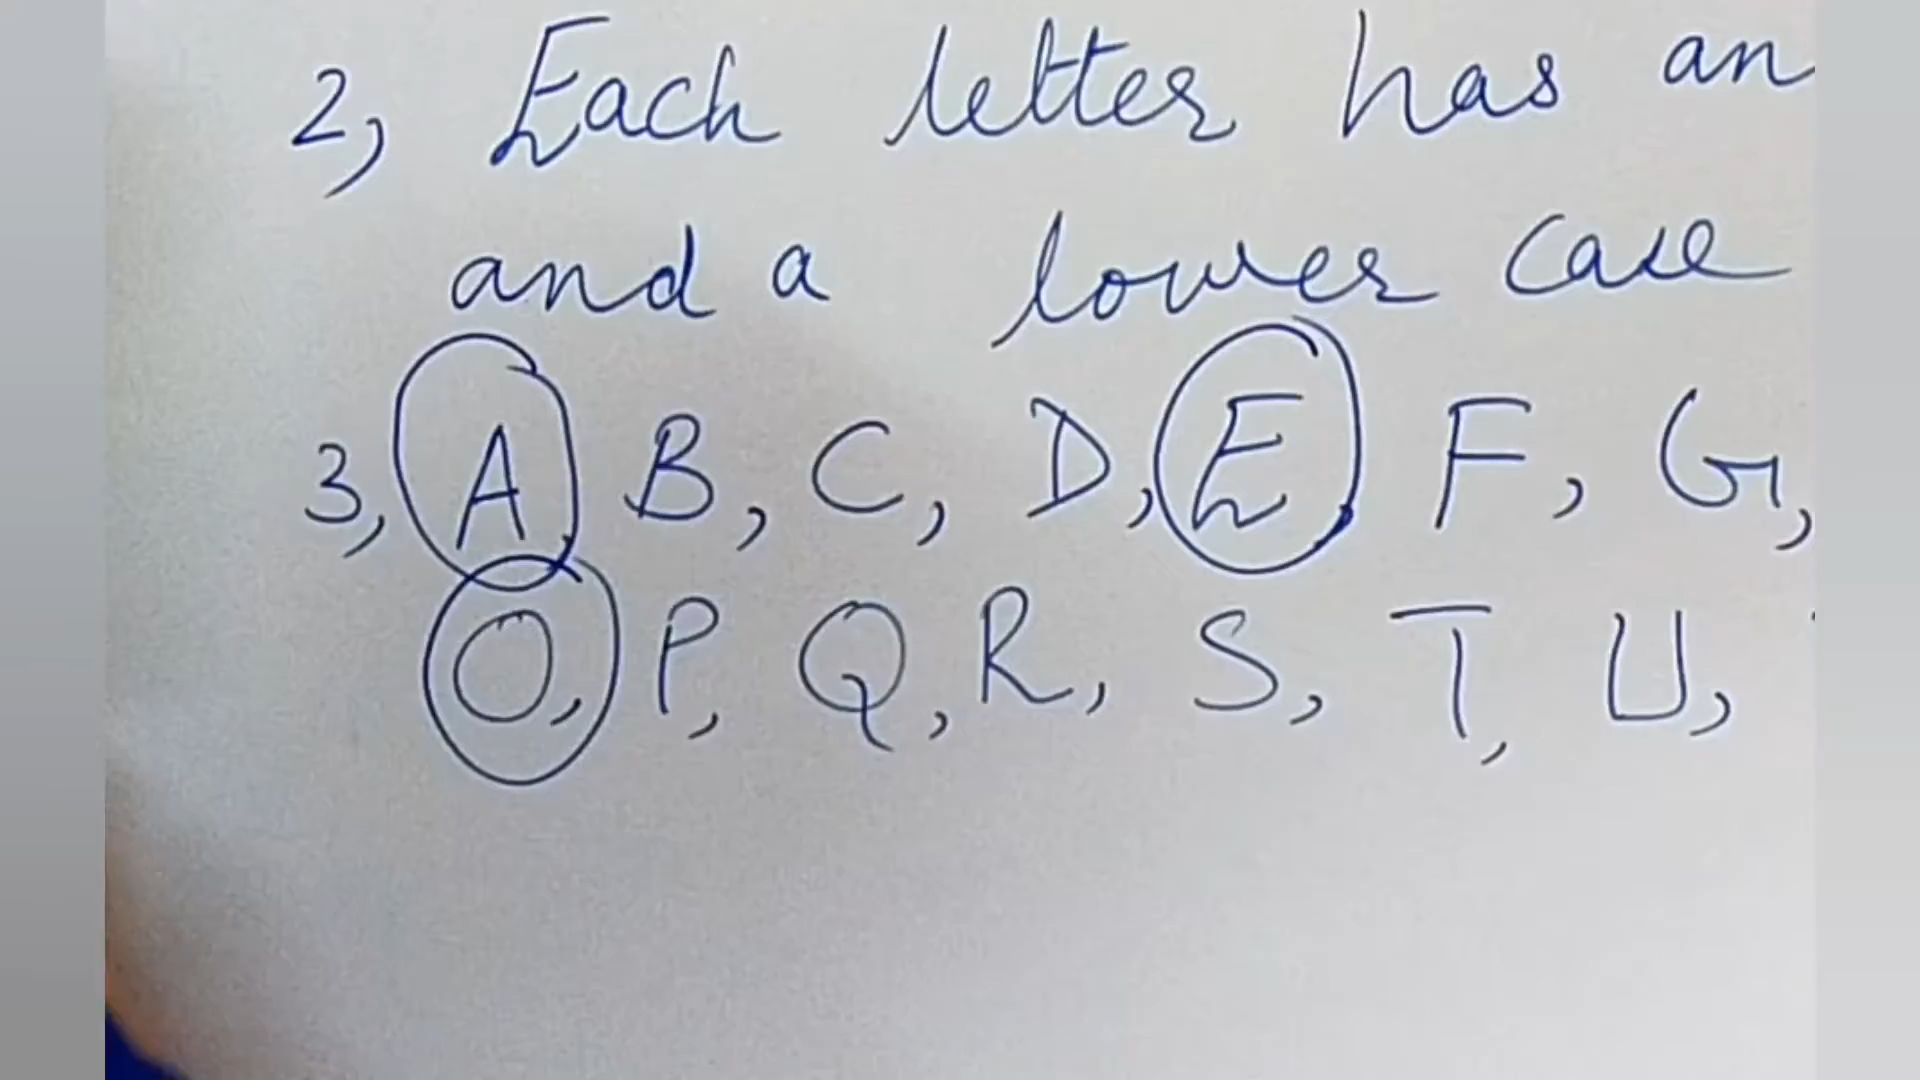 2, Each letter has an
and a lower case
3, A B, C, D, E F, G,
O, P, Q, R, S, T, U,